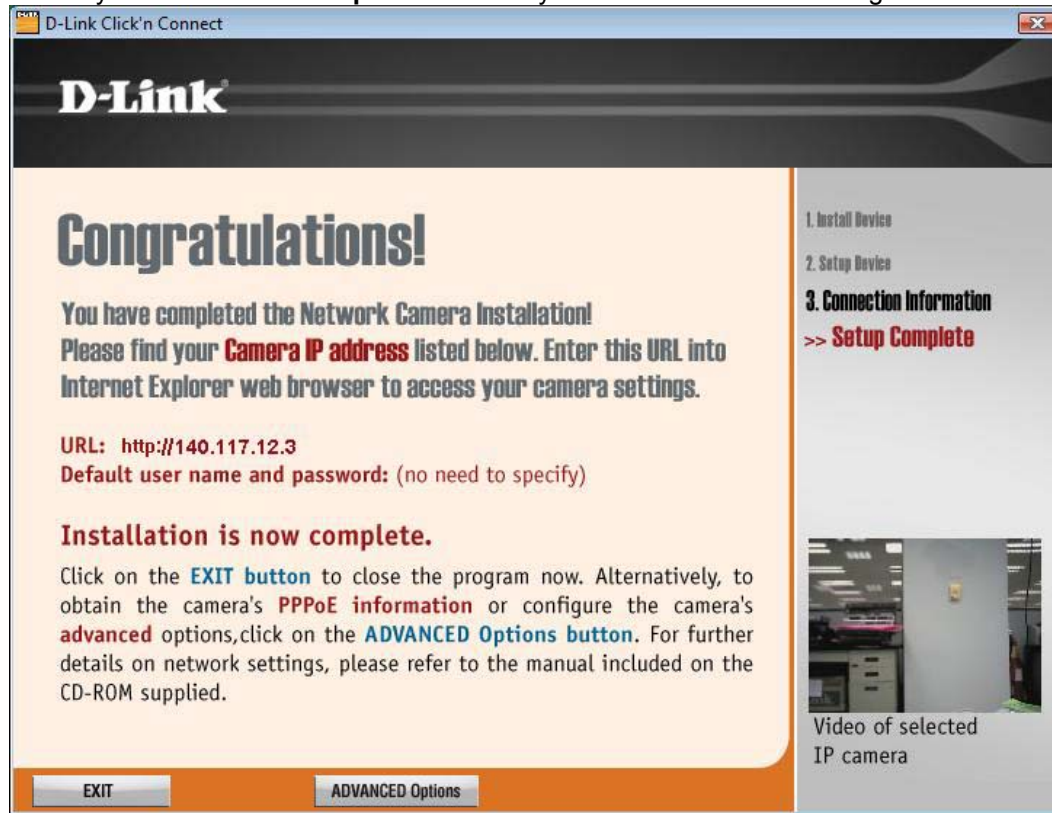 D-Link Click'n Connect
D-Link
Congratulations!
You have completed the Network Camera Installation!
Please find your Camera IP address listed below. Enter this URL into
Internet Explorer web browser to access your camera settings.
URL: http://140.117.12.3
Default user name and password: (no need to specify)
Installation is now complete.
Click on the EXIT button to close the program now. Alternatively, to
obtain the camera's PPPoE information or configure the camera's
advanced options,click on the ADVANCED Options button. For further
details on network settings, please refer to the manual included on the
CD-ROM supplied.
EXIT
ADVANCED Options
1. Install Device
2. Setup Device
3. Connection Information
>> Setup Complete
Video of selected
IP camera